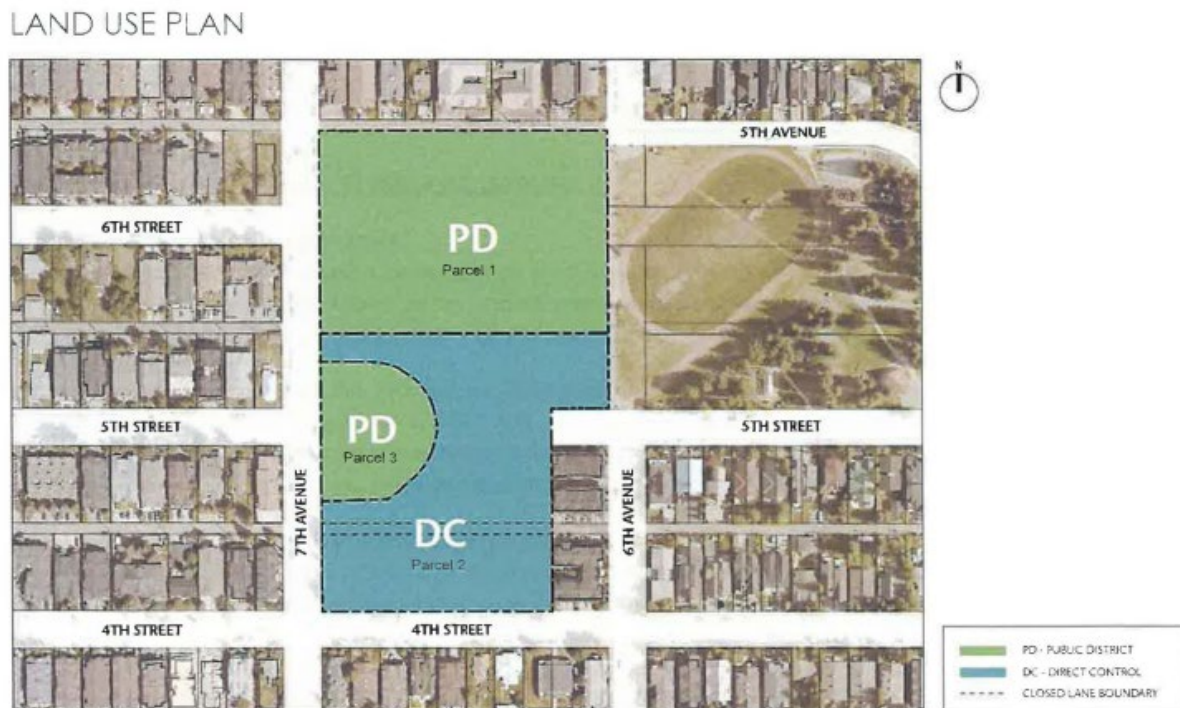 LAND USE PLAN
N
5TH AVENUE
6TH STREET
PD
Parcel 1
5TH STREET
PD
Parcel 3
5TH STREET
7TH AVENUE
6TH AVENUE
DC
Parcel 2
4TH STREET
4TH STREET
PD - PUBLIC DISTRICT
DC - DIRECT CONTROL
CLOSED LANE BOUNDARY